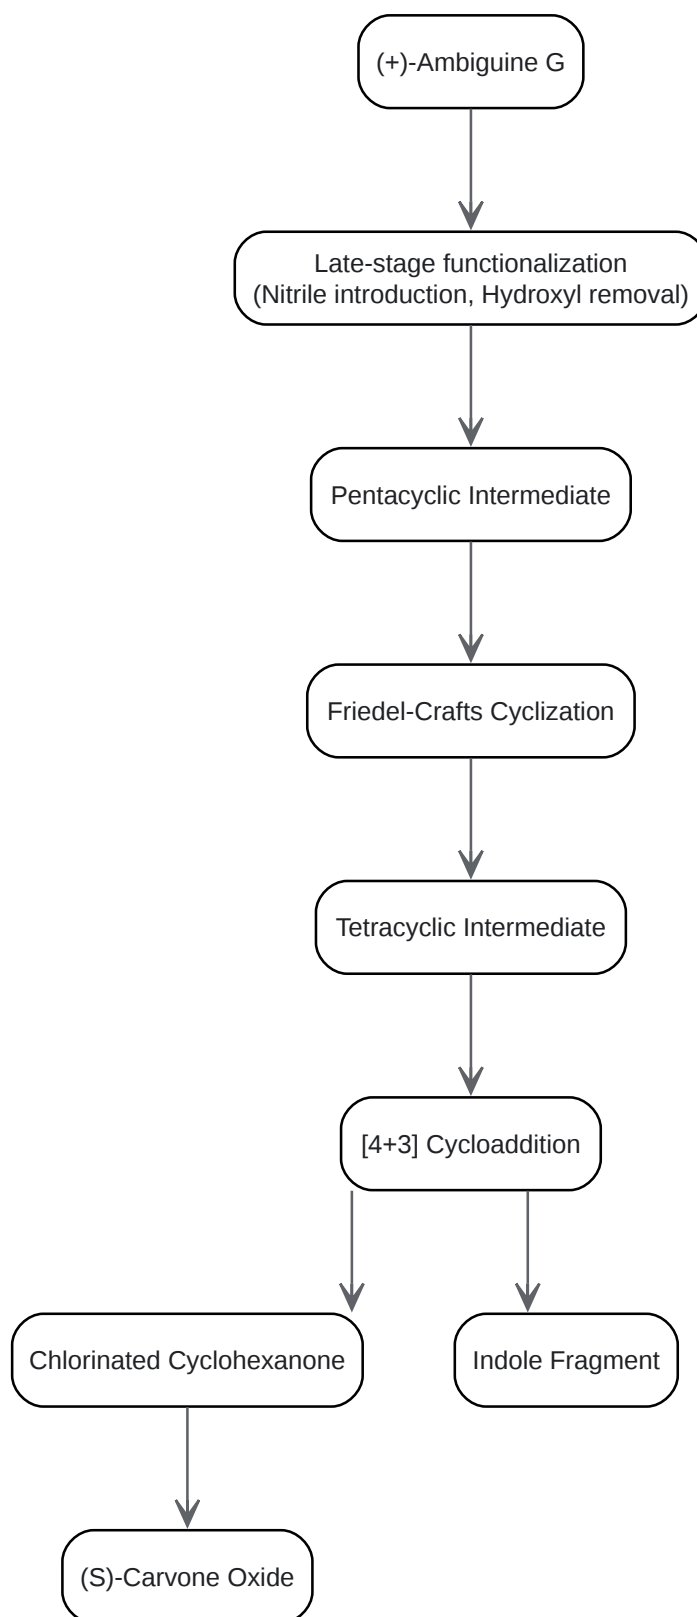 (+)-Ambiguine G
Late-stage functionalization
(Nitrile introduction, Hydroxyl removal)
Pentacyclic Intermediate
Friedel-Crafts Cyclization
Tetracyclic Intermediate
[4+3] Cycloaddition
Chlorinated Cyclohexanone
Indole Fragment
(S)-Carvone Oxide